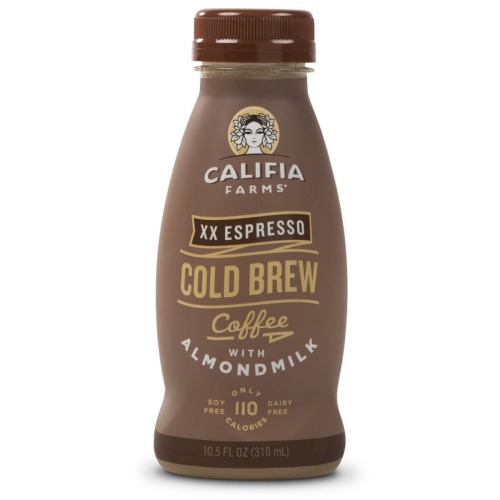 CALIFIA
FARMS®
XX ESPRESSO
COLD BREW
Coffee
WITH
ALMONDMILK
SOY FREE
ONLY 110 CALORIES
DAIRY FREE
10.5 FL OZ (310 mL)